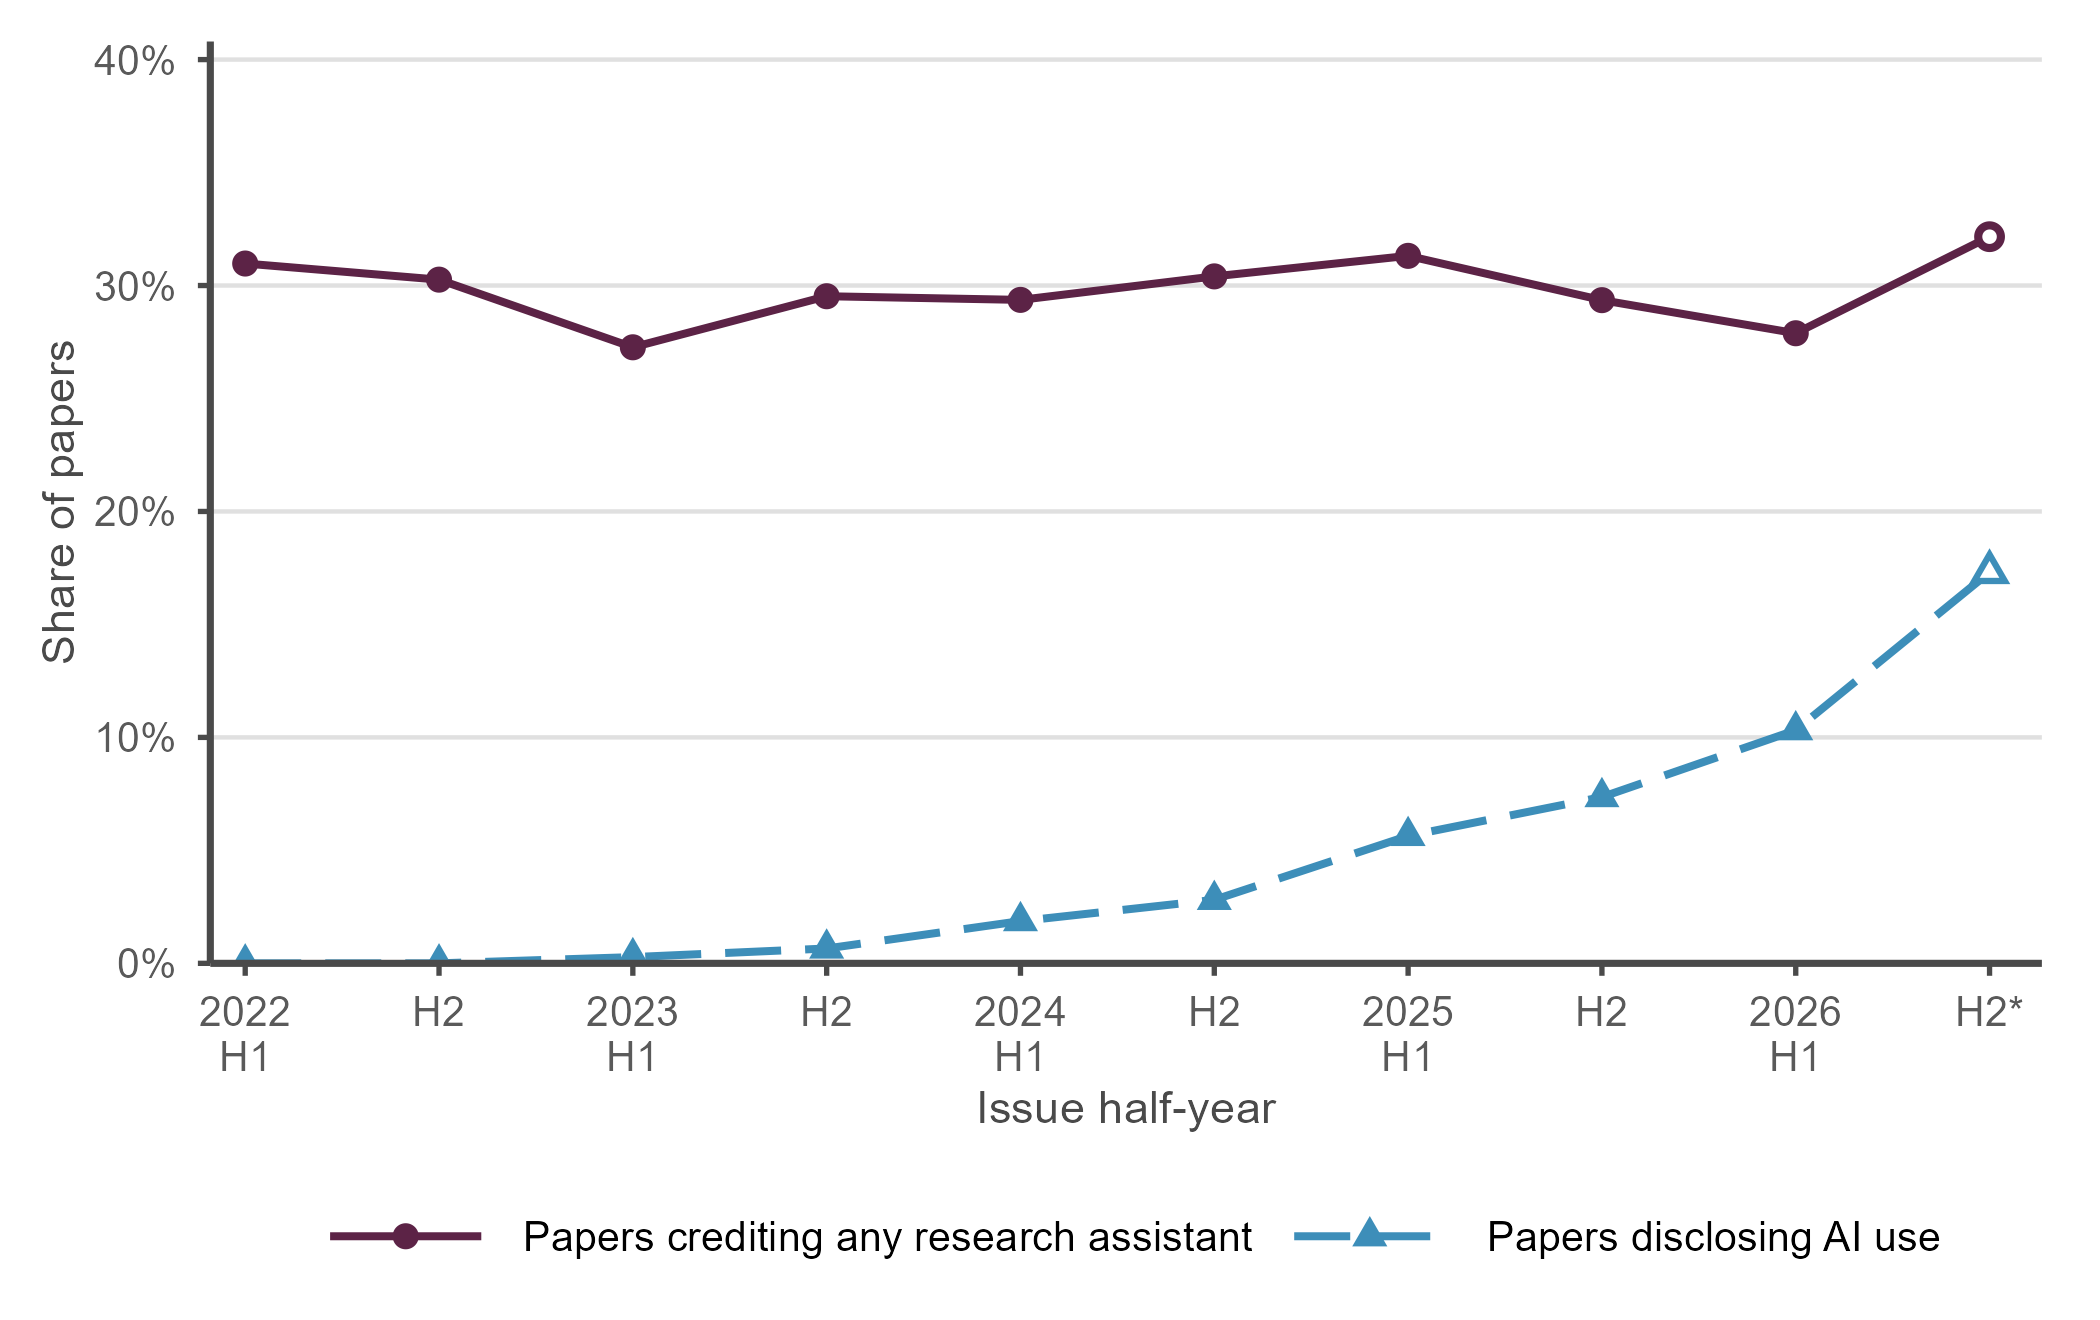 40%
30%
20%
10%
0%
Share of papers
2022 H2 2023 H2 2024 H2 2025 H2 2026 H2*
H1 H1 H1 H1 H1
Issue half-year
Papers crediting any research assistant Papers disclosing AI use